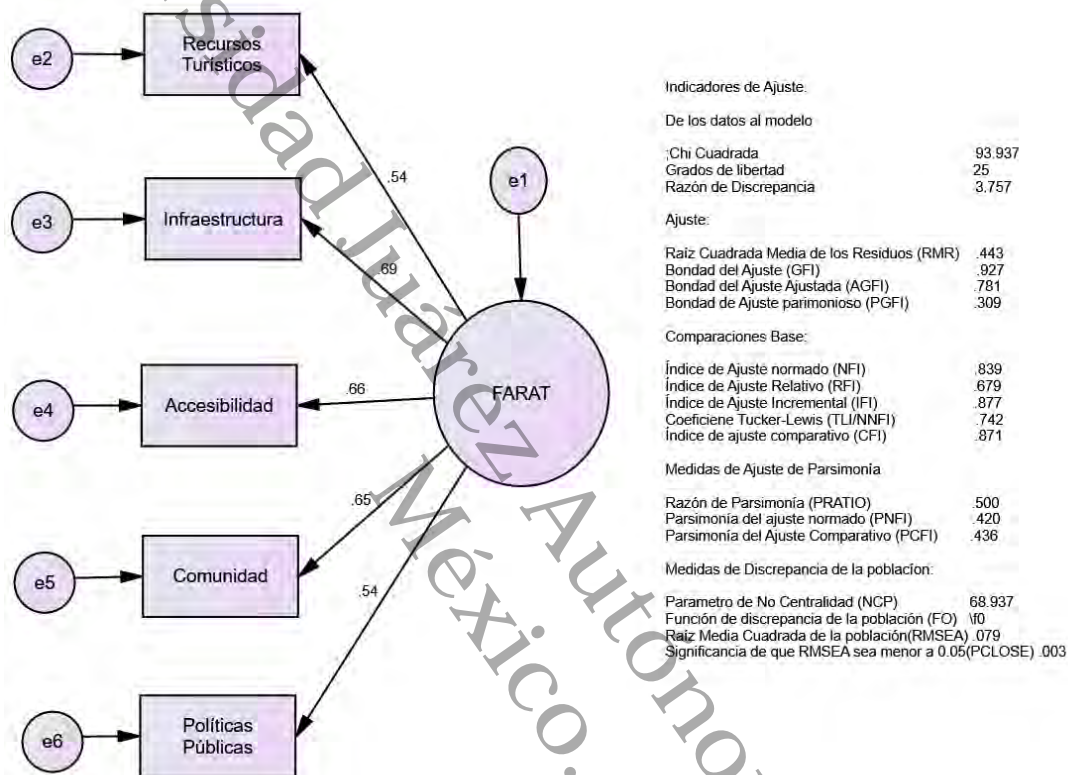 e2
Recursos
Turísticos
.54
e3
Infraestructura
.69
e1
e4
Accesibilidad
.66
FARAT
e5
Comunidad
.65
e6
Políticas
Públicas
.54
Indicadores de Ajuste.
De los datos al modelo
;Chi Cuadrada 93.937
Grados de libertad 25
Razón de Discrepancia 3.757
Ajuste:
Raíz Cuadrada Media de los Residuos (RMR) .443
Bondad del Ajuste (GFI) .927
Bondad del Ajuste Ajustada (AGFI) .781
Bondad de Ajuste parimonioso (PGFI) .309
Comparaciones Base:
Índice de Ajuste normado (NFI) .839
Índice de Ajuste Relativo (RFI) .679
Índice de Ajuste Incremental (IFI) .877
Coeficiene Tucker-Lewis (TLI/NNFI) .742
Índice de ajuste comparativo (CFI) .871
Medidas de Ajuste de Parsimonía
Razón de Parsimonía (PRATIO) .500
Parsimonía del ajuste normado (PNFI) .420
Parsimonía del Ajuste Comparativo (PCFI) .436
Medidas de Discrepancia de la poblacíon:
Parametro de No Centralidad (NCP) 68.937
Función de discrepancia de la población (FO) \f0
Raíz Media Cuadrada de la población(RMSEA) .079
Significancia de que RMSEA sea menor a 0.05(PCLOSE) .003
sidad Juárez Autóno
México.